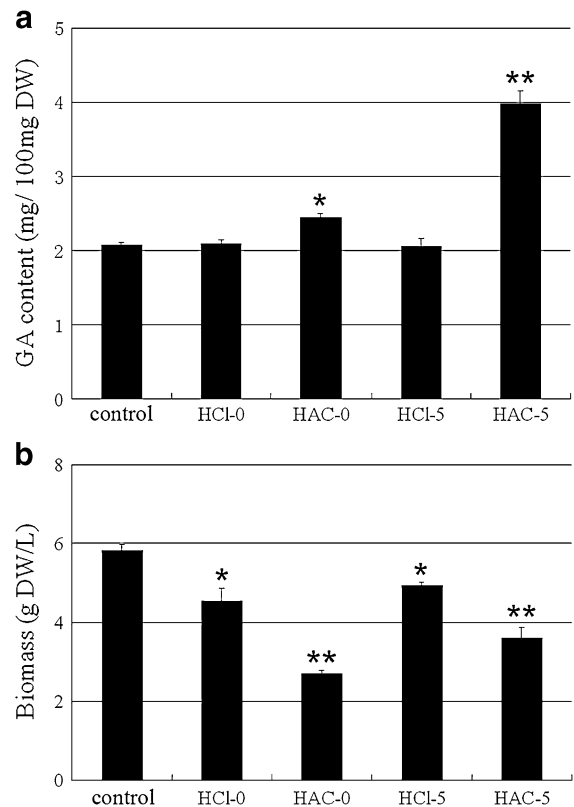 a
GA content (mg/ 100mg DW)
5
4
3
2
1
0
*
**
control HCl-0 HAC-0 HCl-5 HAC-5
b
Biomass (g DW/L)
8
6
4
2
0
*
**
*
**
control HCl-0 HAC-0 HCl-5 HAC-5